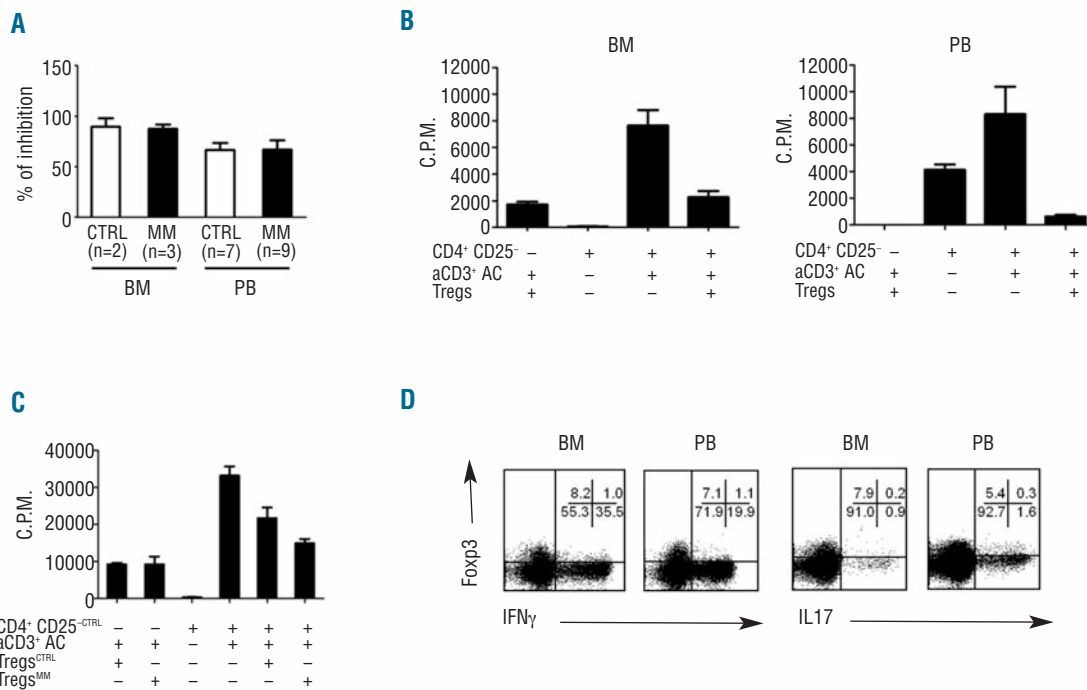 A
% of inhibition
150
100
50
0
CTRL (n=2)
MM (n=3)
CTRL (n=7)
MM (n=9)
BM
PB
B
BM
C.P.M.
12000
10000
8000
6000
4000
2000
0
CD4⁺ CD25⁻ – + + +
aCD3⁺ AC + – + +
Tregs + – – +
PB
C.P.M.
12000
10000
8000
6000
4000
2000
0
CD4⁺ CD25⁻ – + + +
aCD3⁺ AC + – + +
Tregs + – – +
C
C.P.M.
40000
30000
20000
10000
0
CD4⁺ CD25⁻ᶜᵀᴿᴸ – – + + + +
aCD3⁺ AC + + – + + +
Tregsᶜᵀᴿᴸ + – – – + –
Tregsᴹᴹ – + – – – +
D
BM PB BM PB
Foxp3
8.2 1.0
55.3 35.5
7.1 1.1
71.9 19.9
7.9 0.2
91.0 0.9
5.4 0.3
92.7 1.6
IFNγ
IL17